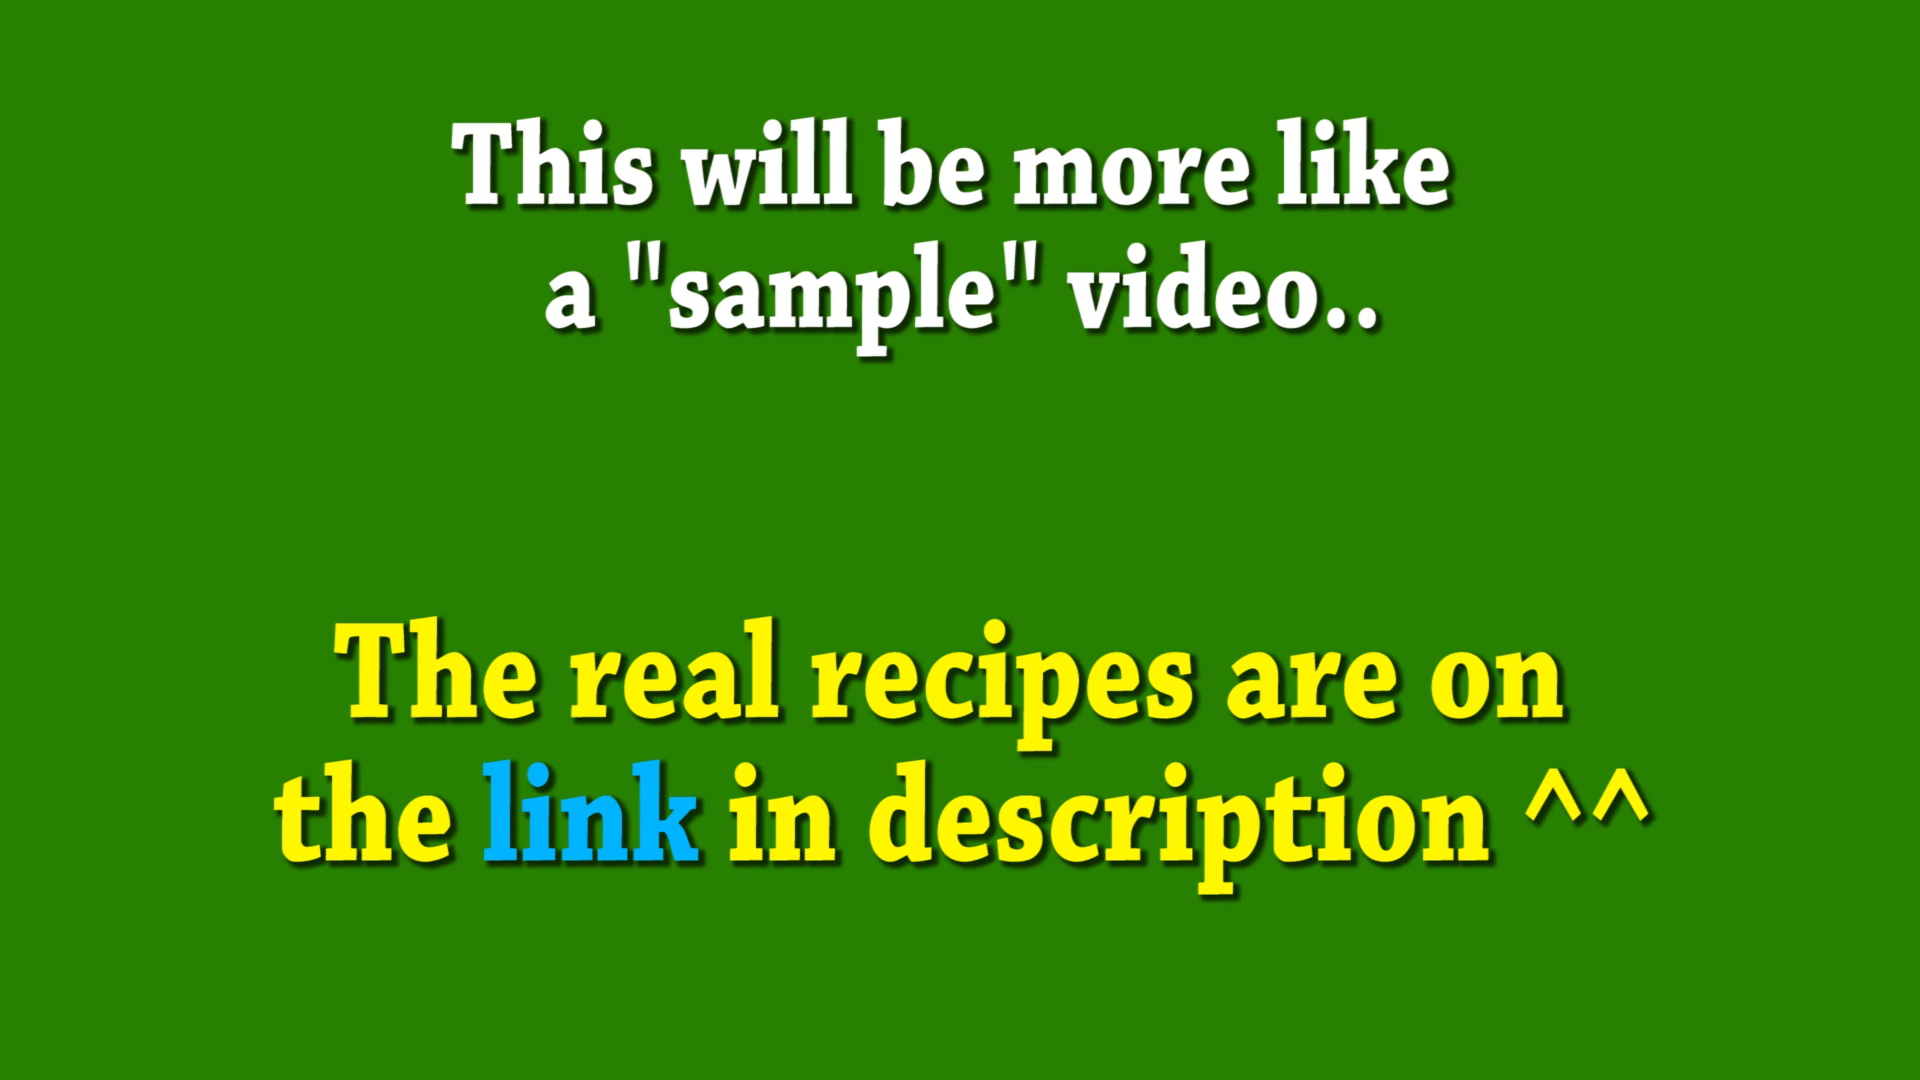 This will be more like
a "sample" video..
The real recipes are on
the link in description ^^